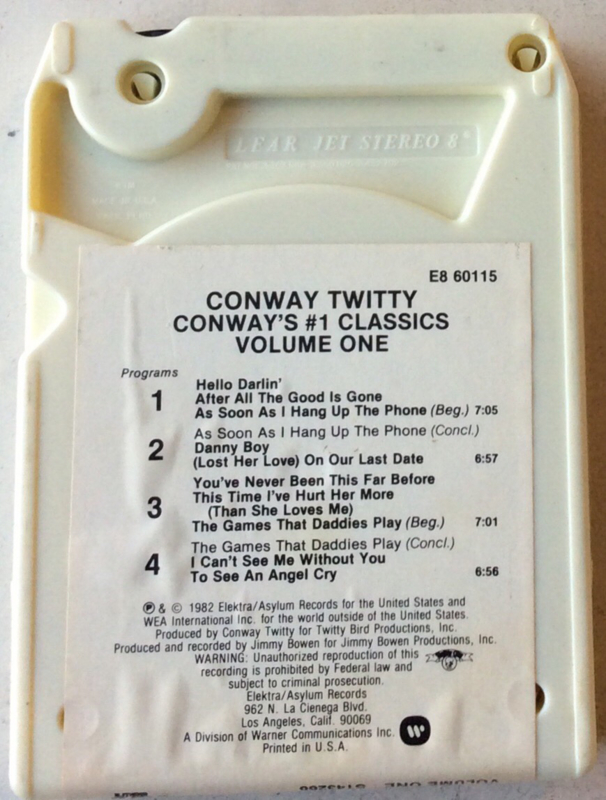 LEAR JET STEREO 8®
E8 60115
CONWAY TWITTY
CONWAY'S #1 CLASSICS
VOLUME ONE
Programs
1
Hello Darlin'
After All The Good Is Gone
As Soon As I Hang Up The Phone (Beg.) 7:05
2
As Soon As I Hang Up The Phone (Concl.)
Danny Boy
(Lost Her Love) On Our Last Date 6:57
3
You've Never Been This Far Before
This Time I've Hurt Her More
(Than She Loves Me)
The Games That Daddies Play (Beg.) 7:01
4
The Games That Daddies Play (Concl.)
I Can't See Me Without You
To See An Angel Cry 6:56
℗ & © 1982 Elektra/Asylum Records for the United States and
WEA International Inc. for the world outside of the United States.
Produced by Conway Twitty for Twitty Bird Productions, Inc.
Produced and recorded by Jimmy Bowen for Jimmy Bowen Productions, Inc.
WARNING: Unauthorized reproduction of this
recording is prohibited by Federal law and
subject to criminal prosecution.
Elektra/Asylum Records
962 N. La Cienega Blvd.
Los Angeles, Calif. 90069
A Division of Warner Communications Inc.
Printed in U.S.A.
VOLUME ONE